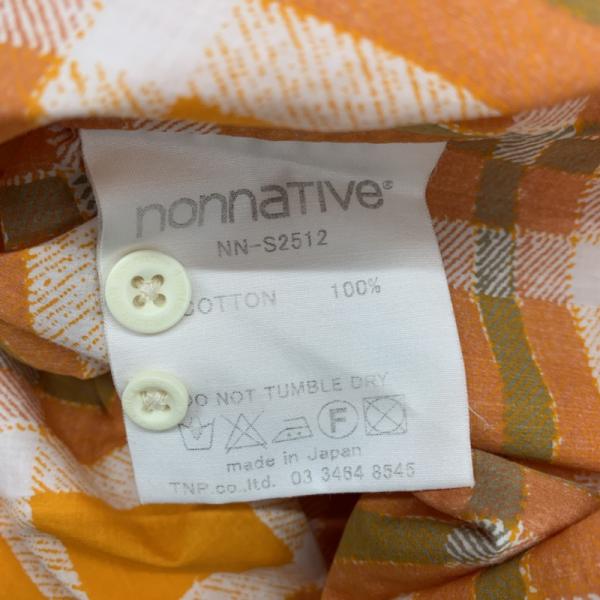 nonnative®
NN-S2512
COTTON 100%
DO NOT TUMBLE DRY
F
made in Japan
TNP.co.,ltd. 03 3464 8545